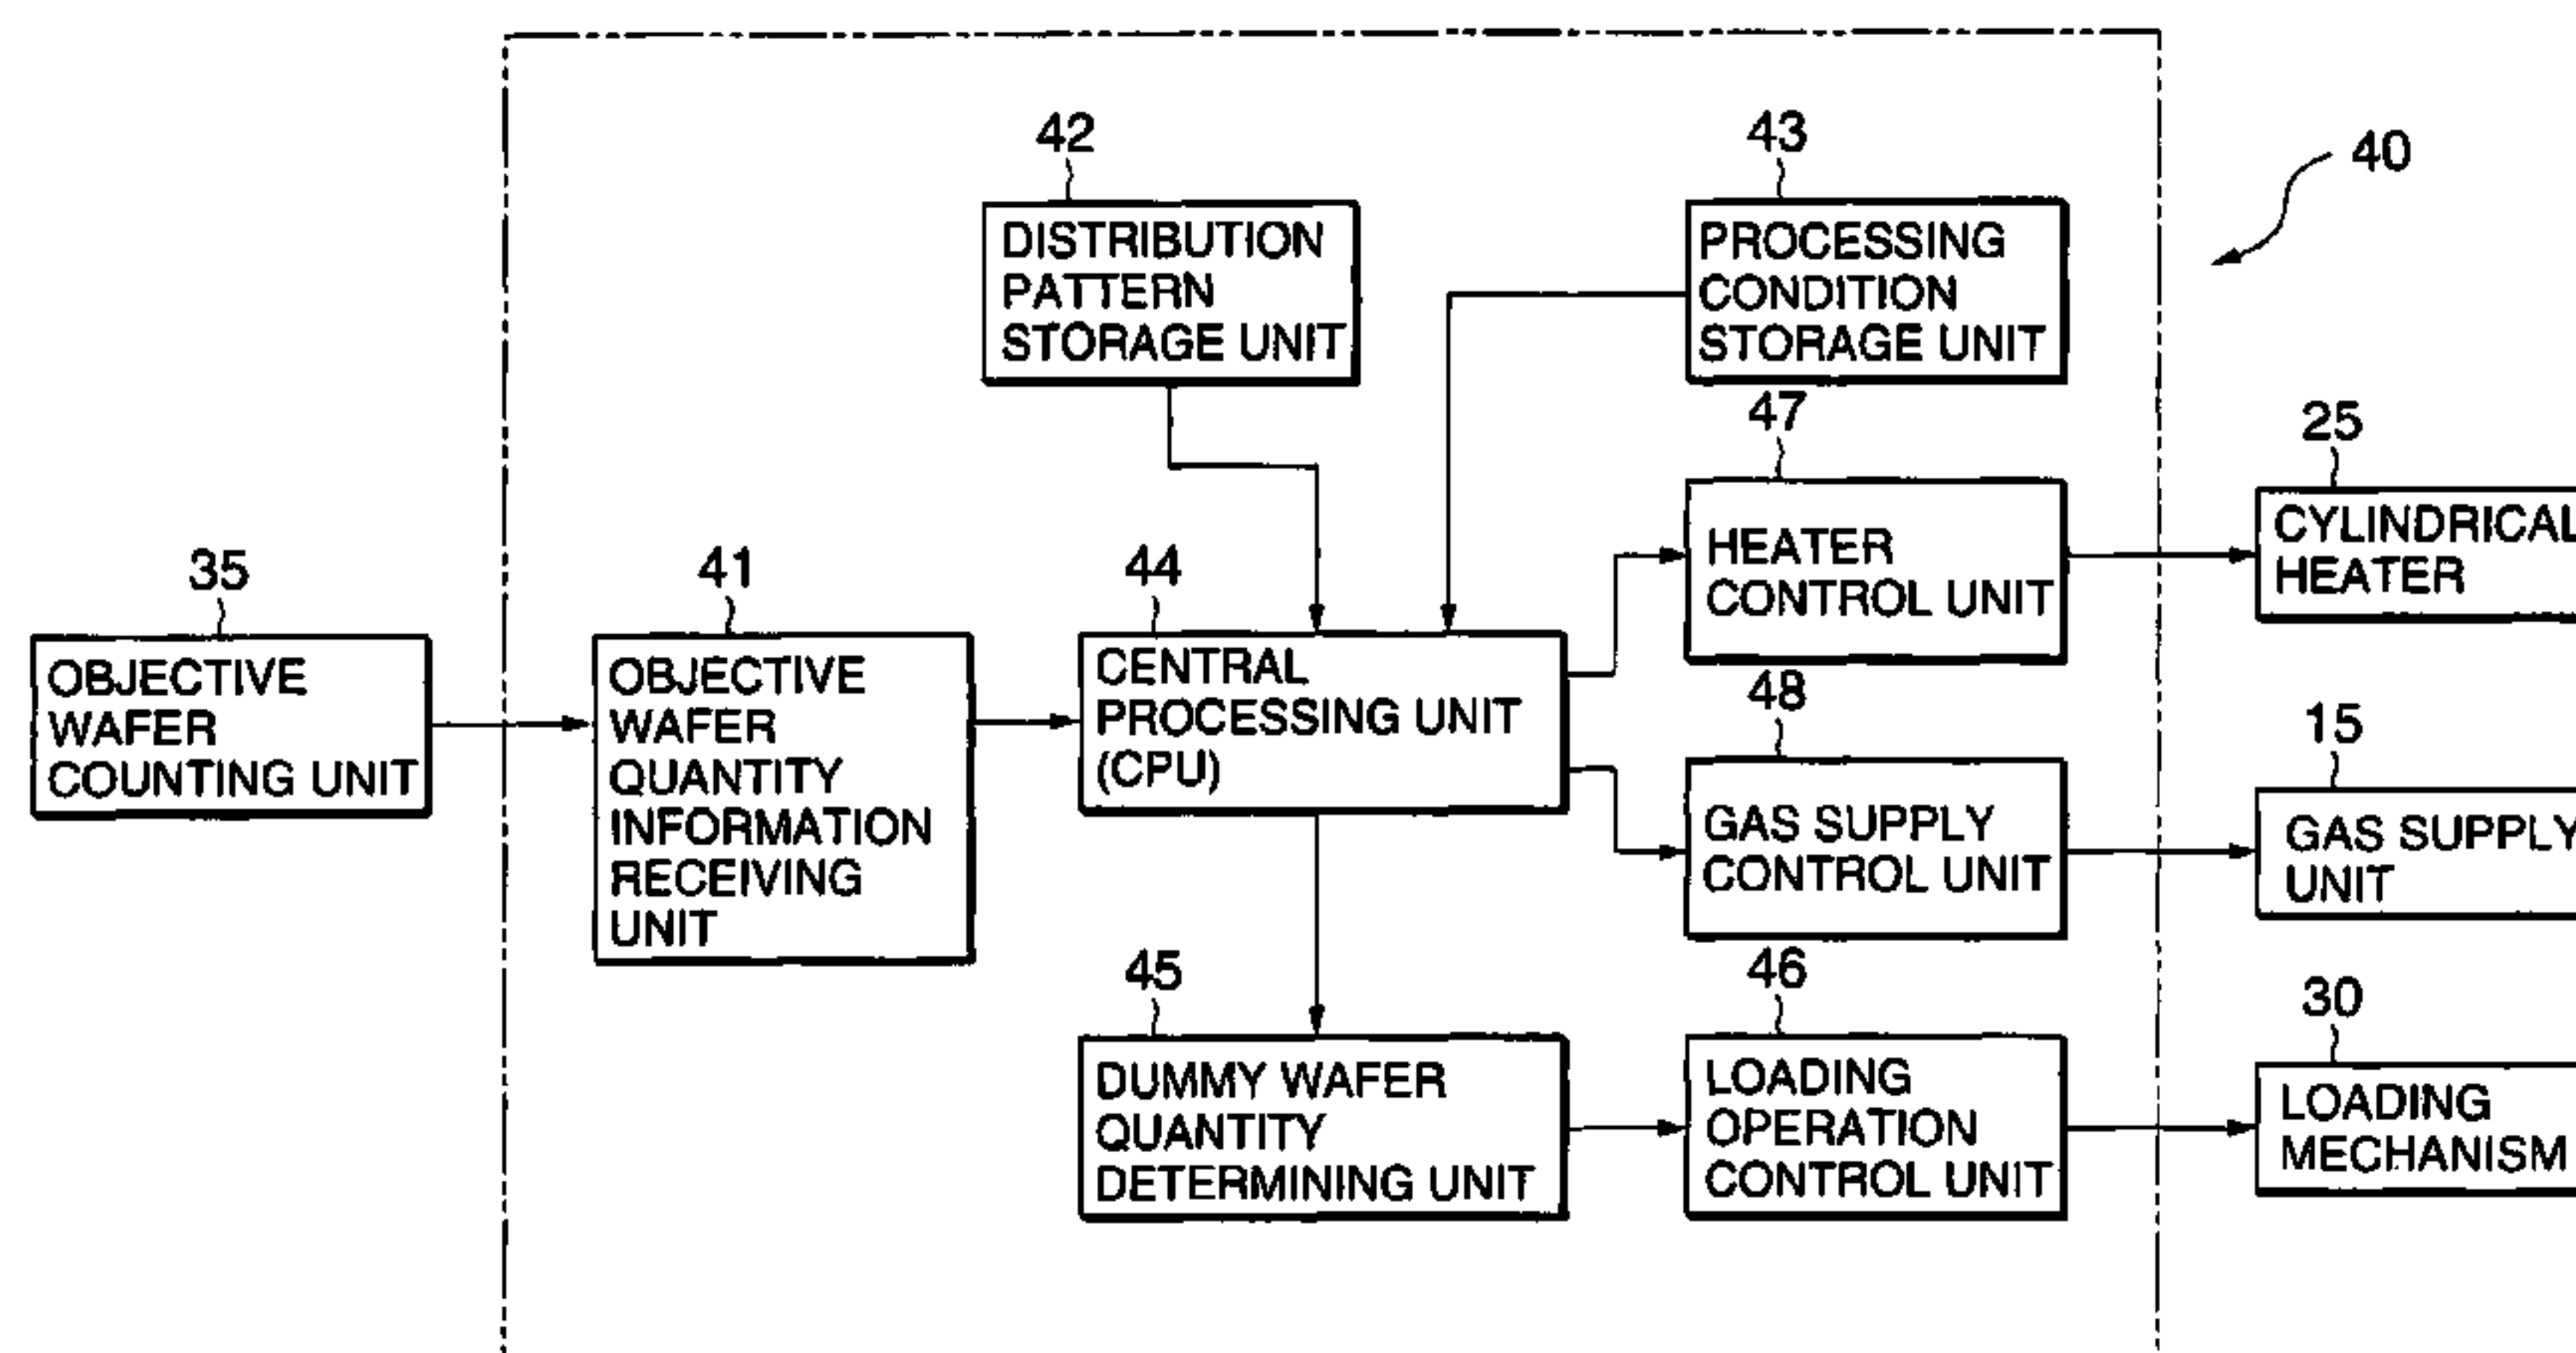 42
DISTRIBUTION
PATTERN
STORAGE UNIT
43
PROCESSING
CONDITION
STORAGE UNIT
40
35
OBJECTIVE
WAFER
COUNTING UNIT
41
OBJECTIVE
WAFER
QUANTITY
INFORMATION
RECEIVING
UNIT
44
CENTRAL
PROCESSING UNIT
(CPU)
47
HEATER
CONTROL UNIT
25
CYLINDRICAL
HEATER
48
GAS SUPPLY
CONTROL UNIT
15
GAS SUPPLY
UNIT
45
DUMMY WAFER
QUANTITY
DETERMINING UNIT
46
LOADING
OPERATION
CONTROL UNIT
30
LOADING
MECHANISM